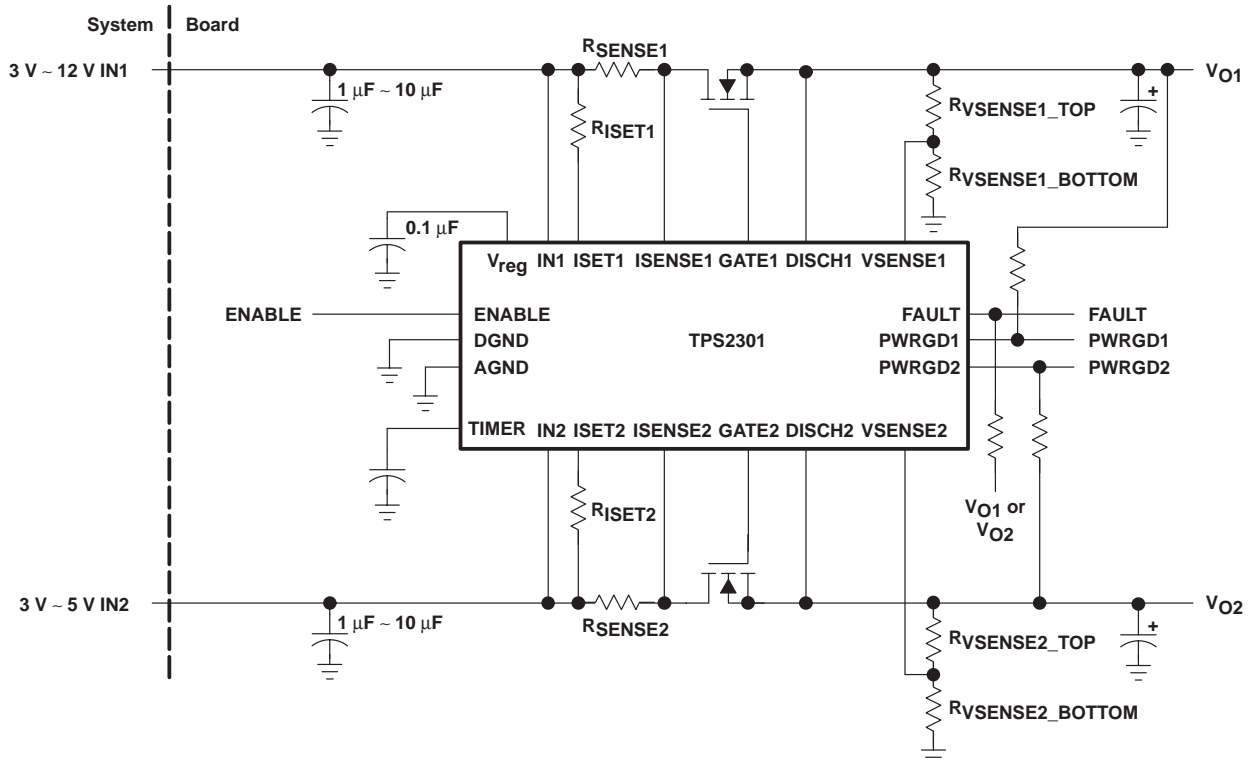 System Board
RSENSE1
3 V ~ 12 V IN1
VO1
1 µF ~ 10 µF
RVSENSE1_TOP
+
RISET1
RVSENSE1_BOTTOM
0.1 µF
Vreg IN1 ISET1 ISENSE1 GATE1 DISCH1 VSENSE1
ENABLE
ENABLE
FAULT
FAULT
DGND
TPS2301
PWRGD1
PWRGD1
AGND
PWRGD2
PWRGD2
TIMER
IN2 ISET2 ISENSE2 GATE2 DISCH2 VSENSE2
RISET2
VO1 or
VO2
3 V ~ 5 V IN2
VO2
1 µF ~ 10 µF
RSENSE2
RVSENSE2_TOP
+
RVSENSE2_BOTTOM